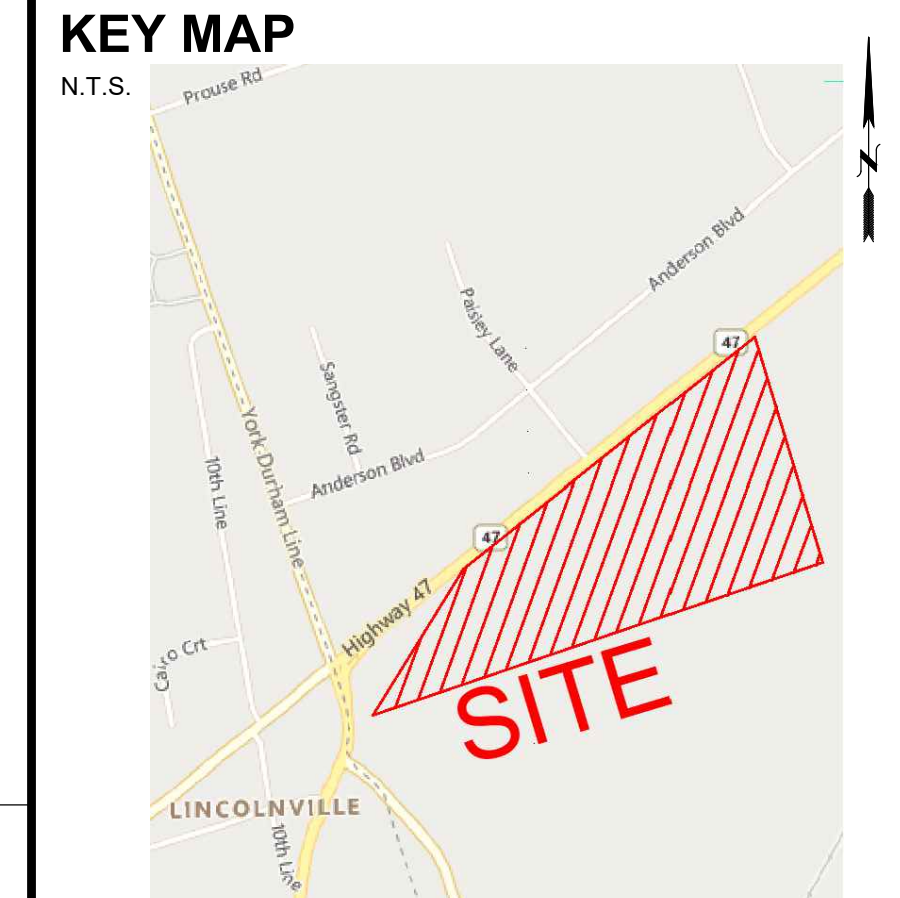 KEY MAP
N.T.S.
Prouse Rd
N
Anderson Blvd
Paisley Lane
47
Sangster Rd
York-Durham Line
10th Line
Anderson Blvd
47
Highway 47
Cairo Crt
SITE
LINCOLNVILLE
10th Line